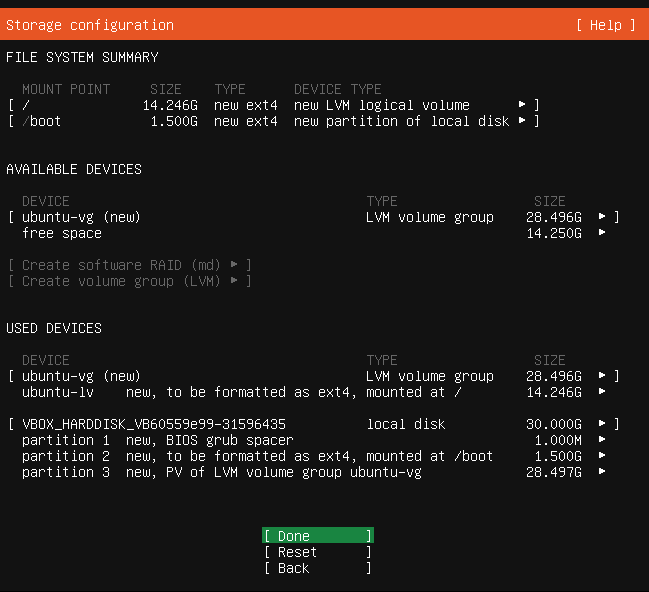 Storage configuration [ Help ]
FILE SYSTEM SUMMARY
MOUNT POINT SIZE TYPE DEVICE TYPE
[ / 14.246G new ext4 new LVM logical volume ▸ ]
[ /boot 1.500G new ext4 new partition of local disk ▸ ]
AVAILABLE DEVICES
DEVICE TYPE SIZE
[ ubuntu-vg (new) LVM volume group 28.496G ▸ ]
free space 14.250G ▸
[ Create software RAID (md) ▸ ]
[ Create volume group (LVM) ▸ ]
USED DEVICES
DEVICE TYPE SIZE
[ ubuntu-vg (new) LVM volume group 28.496G ▸ ]
ubuntu-lv new, to be formatted as ext4, mounted at / 14.246G ▸
[ VBOX_HARDDISK_VB60559e99-31596435 local disk 30.000G ▸ ]
partition 1 new, BIOS grub spacer 1.000M ▸
partition 2 new, to be formatted as ext4, mounted at /boot 1.500G ▸
partition 3 new, PV of LVM volume group ubuntu-vg 28.497G ▸
[ Done ]
[ Reset ]
[ Back ]